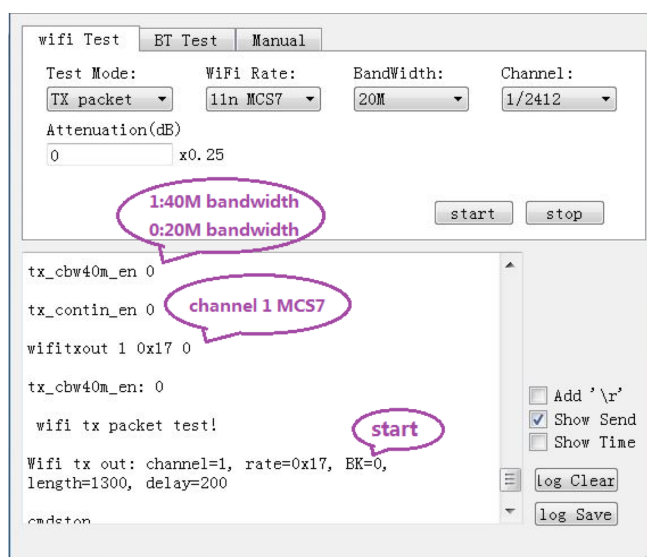 wifi Test BT Test Manual
Test Mode: WiFi Rate: BandWidth: Channel:
TX packet 11n MCS7 20M 1/2412
Attenuation(dB)
0 x0.25
1:40M bandwidth
0:20M bandwidth
start stop
tx_cbw40m_en 0
tx_contin_en 0
channel 1 MCS7
wifitxout 1 0x17 0
tx_cbw40m_en: 0
wifi tx packet test!
start
Wifi tx out: channel=1, rate=0x17, BK=0,
length=1300, delay=200
cmdstop
Add '\r'
Show Send
Show Time
log Clear
log Save